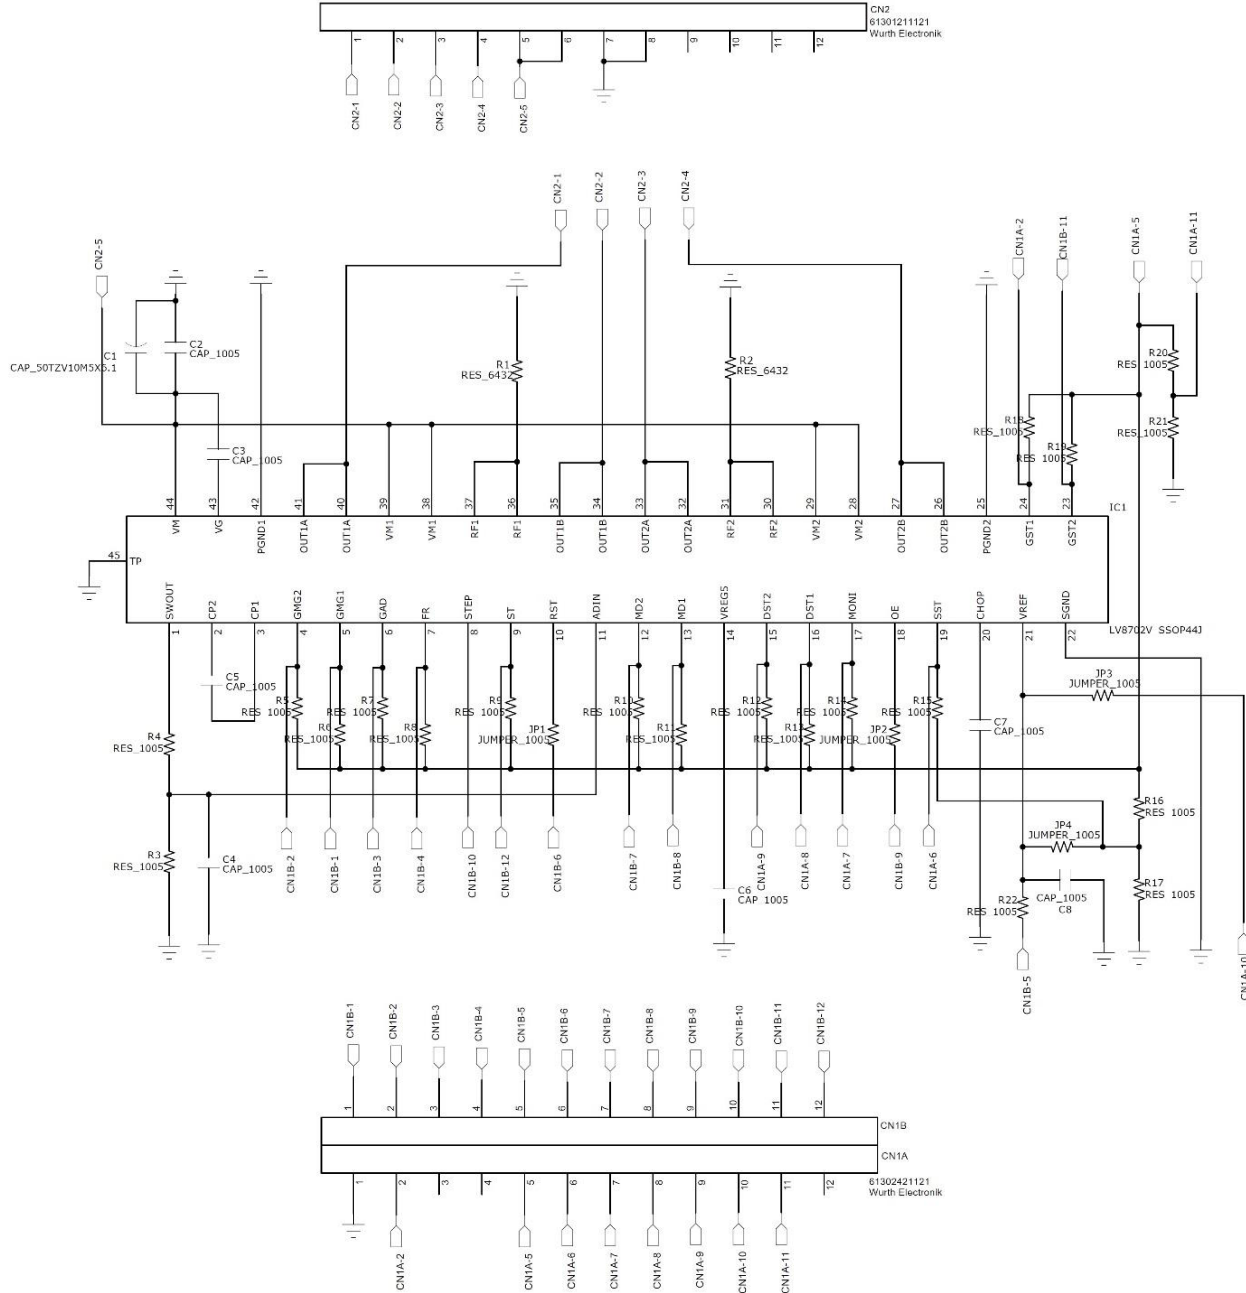 CN2
61301211121
Wurth Electronik
1 2 3 4 5 6 7 8 9 10 11 12
CN2-1 CN2-2 CN2-3 CN2-4 CN2-5
CN2-1 CN2-2 CN2-3 CN2-4
CN2-5
CN1A-2 CN1B-11 CN1A-5 CN1A-11
C1
CAP_50TZV10M5X6.1
C2
CAP_1005
C3
CAP_1005
R1
RES_6432
R2
RES_6432
R20
RES_1005
R21
RES_1005
R18
RES_1005
R19
RES 1005
44 43 42 41 40 39 38 37 36 35 34 33 32 31 30 29 28 27 26 25 24 23
VM VG PGND1 OUT1A OUT1A VM1 VM1 RF1 RF1 OUT1B OUT1B OUT2A OUT2A RF2 RF2 VM2 VM2 OUT2B OUT2B PGND2 GST1 GST2
IC1
45 TP
SWOUT CP2 CP1 GMG2 GMG1 GAD FR STEP ST RST ADIN MD2 MD1 VREG5 DST2 DST1 MONI OE SST CHOP VREF SGND
1 2 3 4 5 6 7 8 9 10 11 12 13 14 15 16 17 18 19 20 21 22
LV8702V SSOP44J
C5
CAP_1005
R5
RES 1005
R6
RES_1005
R7
RES 1005
R8
RES_1005
R9
RES 1005
JP1
JUMPER_1005
R10
RES 1005
R11
RES_1005
R12
RES 1005
R13
RES_1005
R14
RES 1005
JP2
JUMPER_1005
R15
RES 1005
C7
CAP_1005
JP3
JUMPER_1005
R4
RES_1005
R3
RES_1005
C4
CAP_1005
R16
RES 1005
JP4
JUMPER_1005
R17
RES 1005
C6
CAP 1005
R22
RES 1005
CAP_1005
C8
CN1B-2 CN1B-1 CN1B-3 CN1B-4 CN1B-10 CN1B-12 CN1B-6 CN1B-7 CN1B-8 CN1A-9 CN1A-8 CN1A-7 CN1B-9 CN1A-6
CN1B-5
CN1A-10
CN1B-1 CN1B-2 CN1B-3 CN1B-4 CN1B-5 CN1B-6 CN1B-7 CN1B-8 CN1B-9 CN1B-10 CN1B-11 CN1B-12
1 2 3 4 5 6 7 8 9 10 11 12
CN1B
CN1A
61302421121
Wurth Electronik
1 2 3 4 5 6 7 8 9 10 11 12
CN1A-2 CN1A-5 CN1A-6 CN1A-7 CN1A-8 CN1A-9 CN1A-10 CN1A-11